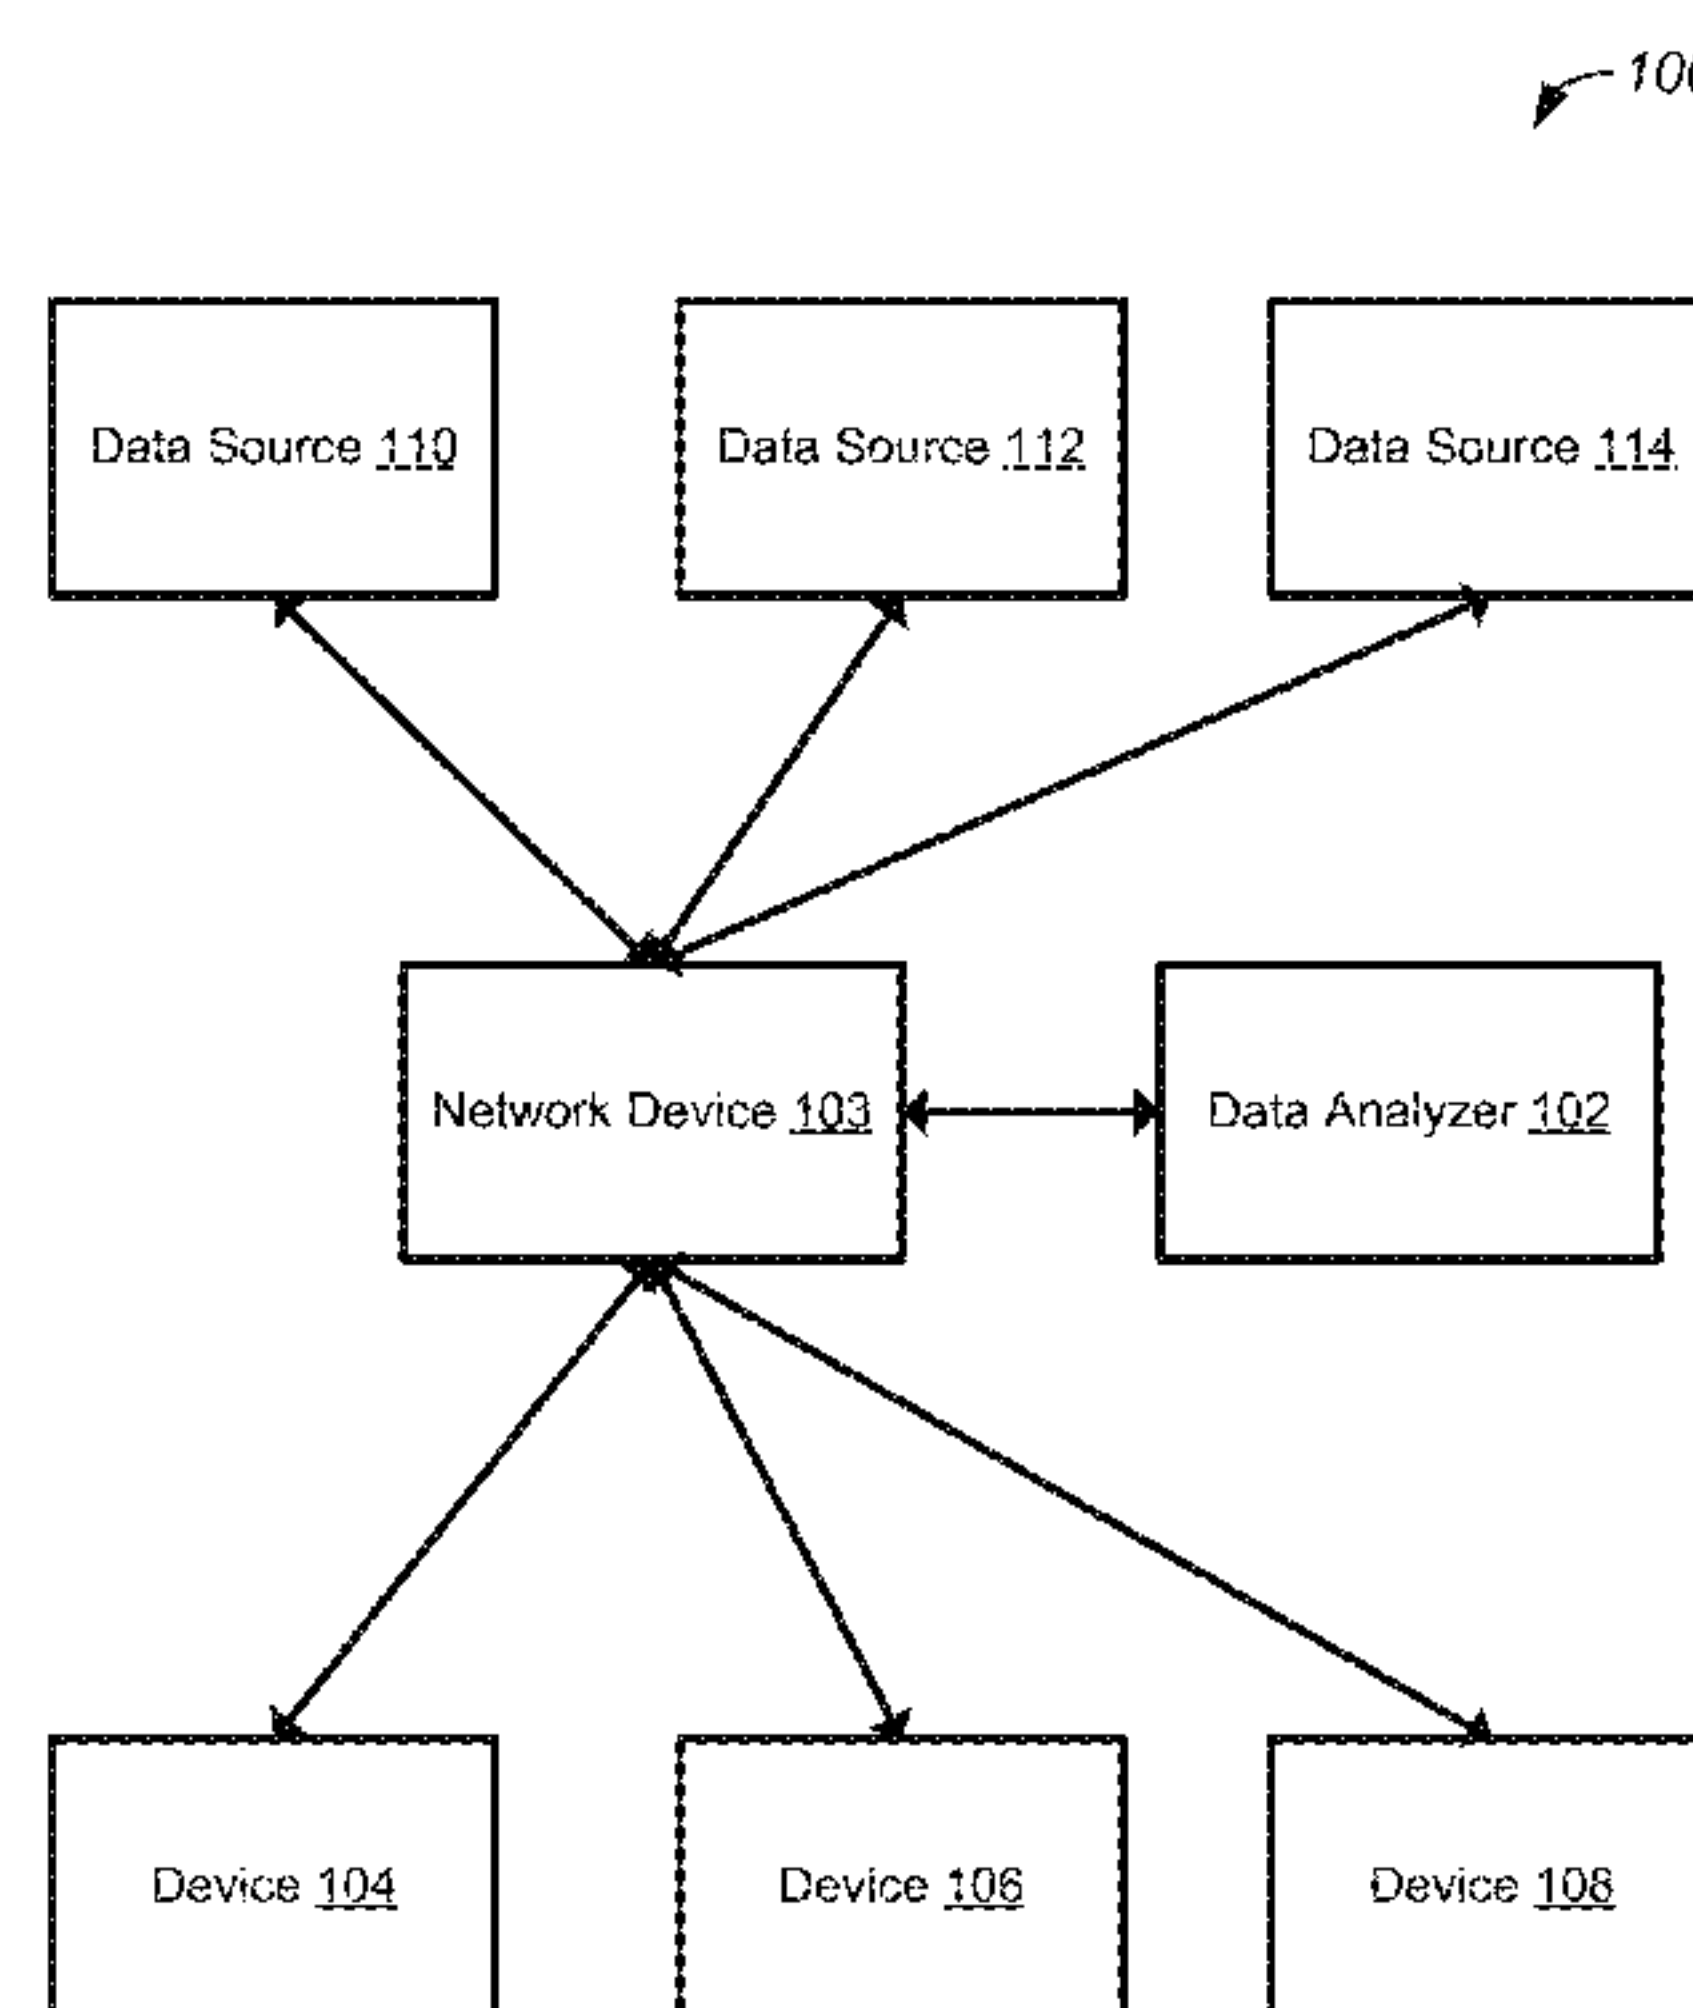 100
Data Source 110
Data Source 112
Data Source 114
Network Device 103
Data Analyzer 102
Device 104
Device 106
Device 108